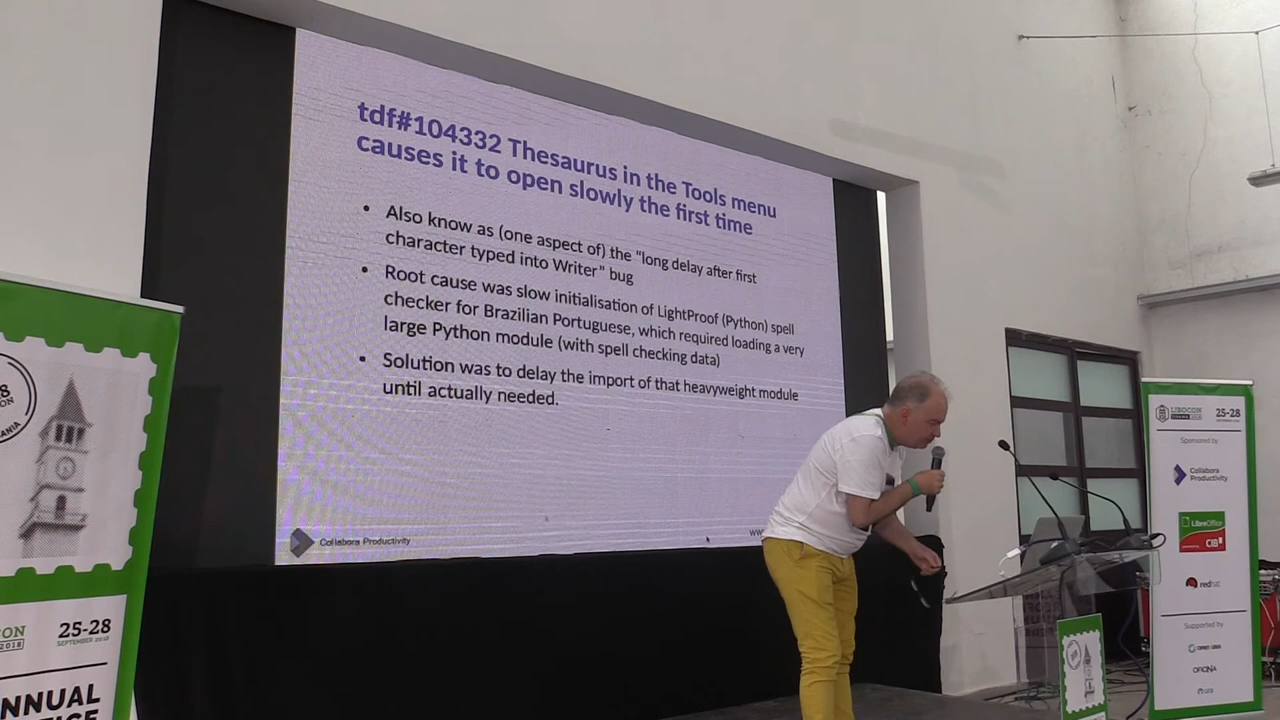 tdf#104332 Thesaurus in the Tools menu
causes it to open slowly the first time
• Also know as (one aspect of) the "long delay after first
character typed into Writer" bug
• Root cause was slow initialisation of LightProof (Python) spell
checker for Brazilian Portuguese, which required loading a very
large Python module (with spell checking data)
• Solution was to delay the import of that heavyweight module
until actually needed.
Collabora Productivity
25-28
SEPTEMBER 2018
2018
NNUAL
LIBOCON
25-28
Sponsored by
Collabora
Productivity
LibreOffice
CIB
redhat
Supported by
OFICINA